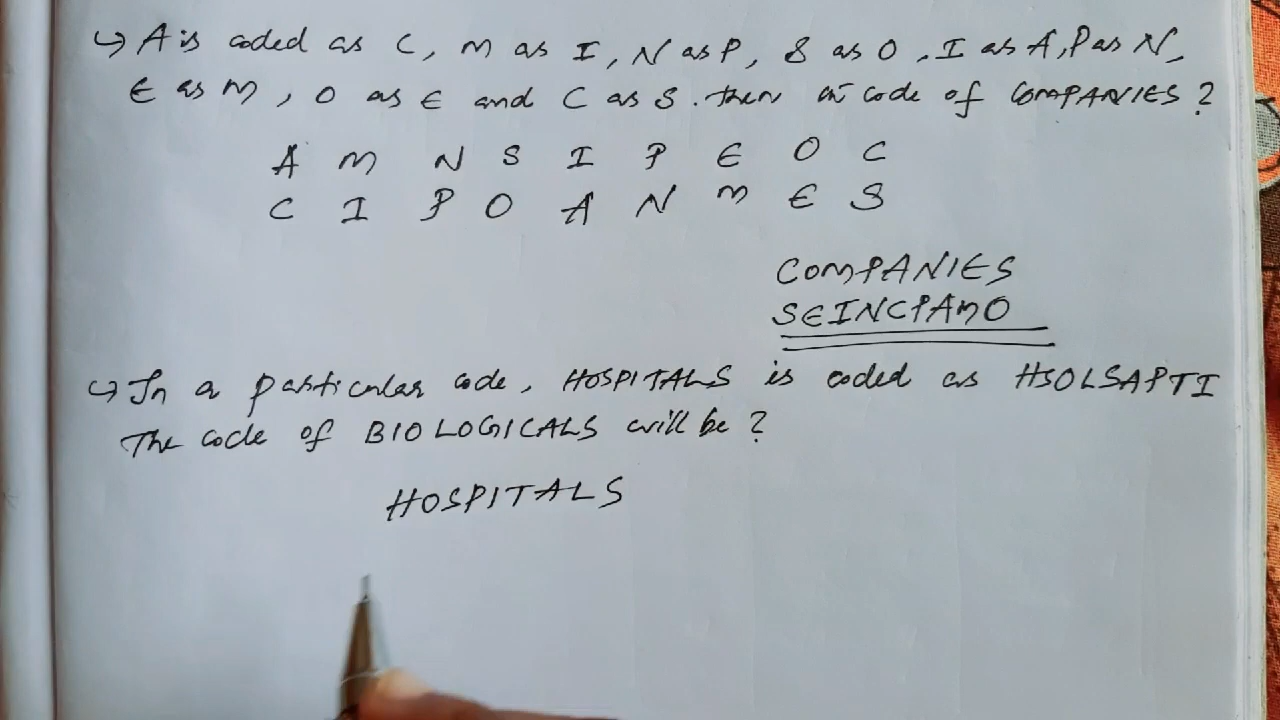 ↪ A is coded as C, M as I, N as P, S as O, I as A, P as N,
E as M, O as E and C as S. then code of COMPANIES ?
A M N S I P E O C
C I P O A N M E S
COMPANIES
SEINCPAMO
↪ In a particular code, HOSPITALS is coded as HSOLSAPTI
The code of BIOLOGICALS will be ?
HOSPITALS